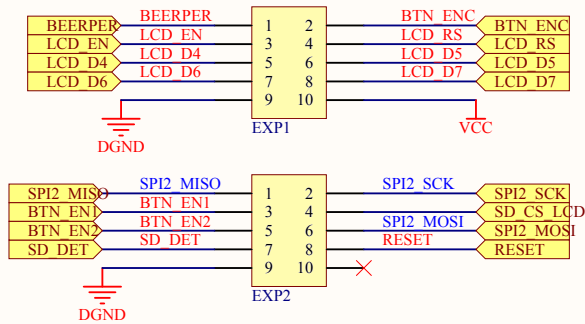 BEERPER BEERPER 1 2 BTN_ENC BTN_ENC
LCD_EN LCD_EN 3 4 LCD_RS LCD_RS
LCD_D4 LCD_D4 5 6 LCD_D5 LCD_D5
LCD_D6 LCD_D6 7 8 LCD_D7 LCD_D7
9 10
DGND EXP1 VCC
SPI2_MISO SPI2_MISO 1 2 SPI2_SCK SPI2_SCK
BTN_EN1 BTN_EN1 3 4 SD_CS_LCD
BTN_EN2 BTN_EN2 5 6 SPI2_MOSI SPI2_MOSI
SD_DET SD_DET 7 8 RESET RESET
9 10
DGND EXP2